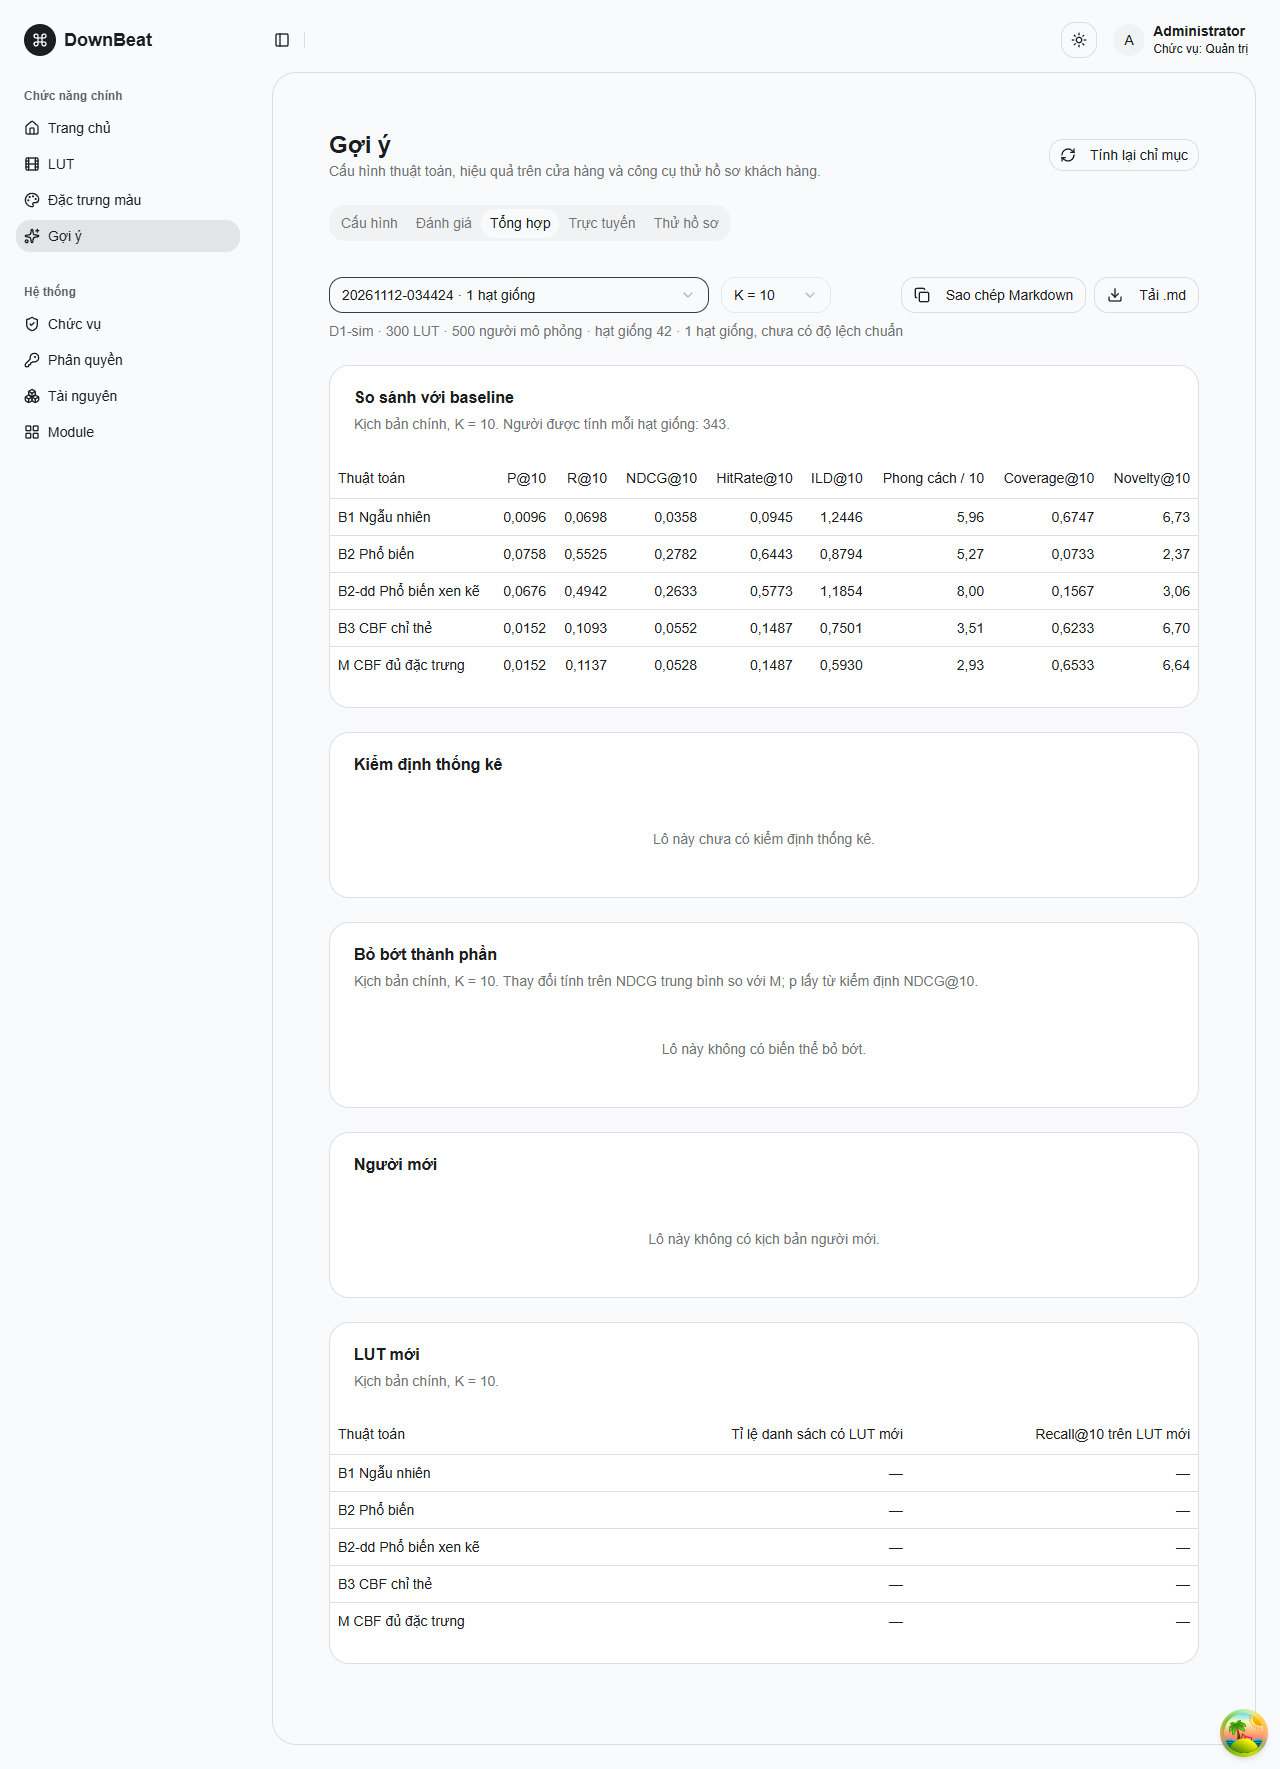 DownBeat
Administrator
A
Chức vụ: Quản trị
Chức năng chính
Trang chủ
LUT
Đặc trưng màu
Gợi ý
Hệ thống
Chức vụ
Phân quyền
Tài nguyên
Module
Gợi ý
Cấu hình thuật toán, hiệu quả trên cửa hàng và công cụ thử hồ sơ khách hàng.
Tính lại chỉ mục
Cấu hình Đánh giá Tổng hợp Trực tuyến Thử hồ sơ
20261112-034424 · 1 hạt giống K = 10 Sao chép Markdown Tải .md
D1-sim · 300 LUT · 500 người mô phỏng · hạt giống 42 · 1 hạt giống, chưa có độ lệch chuẩn
So sánh với baseline
Kịch bản chính, K = 10. Người được tính mỗi hạt giống: 343.
Thuật toán P@10 R@10 NDCG@10 HitRate@10 ILD@10 Phong cách / 10 Coverage@10 Novelty@10
B1 Ngẫu nhiên 0,0096 0,0698 0,0358 0,0945 1,2446 5,96 0,6747 6,73
B2 Phổ biến 0,0758 0,5525 0,2782 0,6443 0,8794 5,27 0,0733 2,37
B2-dd Phổ biến xen kẽ 0,0676 0,4942 0,2633 0,5773 1,1854 8,00 0,1567 3,06
B3 CBF chỉ thẻ 0,0152 0,1093 0,0552 0,1487 0,7501 3,51 0,6233 6,70
M CBF đủ đặc trưng 0,0152 0,1137 0,0528 0,1487 0,5930 2,93 0,6533 6,64
Kiểm định thống kê
Lô này chưa có kiểm định thống kê.
Bỏ bớt thành phần
Kịch bản chính, K = 10. Thay đổi tính trên NDCG trung bình so với M; p lấy từ kiểm định NDCG@10.
Lô này không có biến thể bỏ bớt.
Người mới
Lô này không có kịch bản người mới.
LUT mới
Kịch bản chính, K = 10.
Thuật toán Tỉ lệ danh sách có LUT mới Recall@10 trên LUT mới
B1 Ngẫu nhiên — —
B2 Phổ biến — —
B2-dd Phổ biến xen kẽ — —
B3 CBF chỉ thẻ — —
M CBF đủ đặc trưng — —